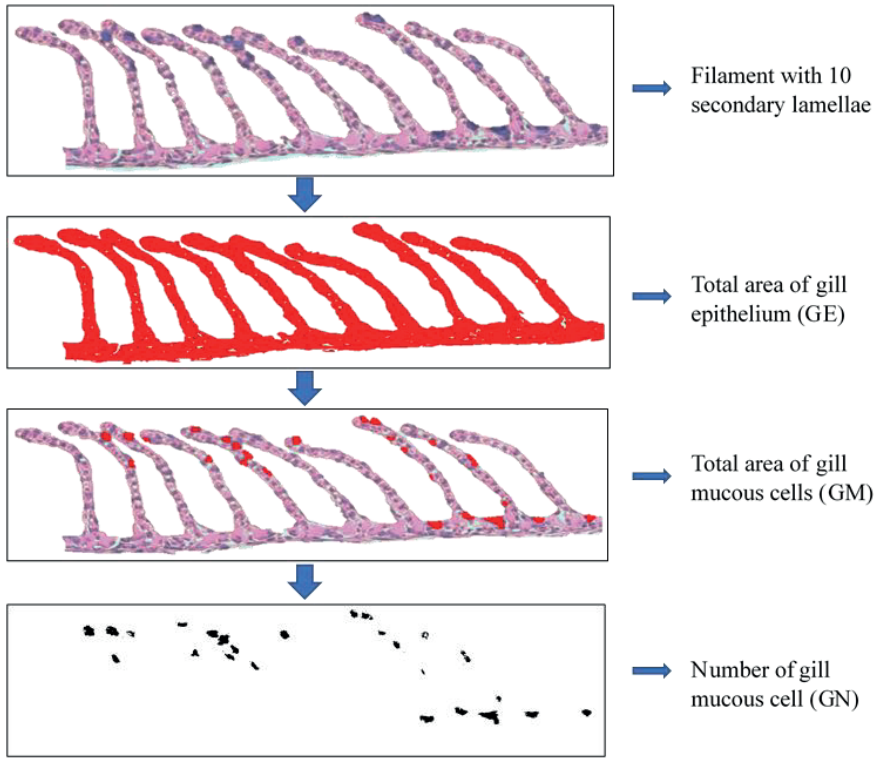 Filament with 10
secondary lamellae
Total area of gill
epithelium (GE)
Total area of gill
mucous cells (GM)
Number of gill
mucous cell (GN)